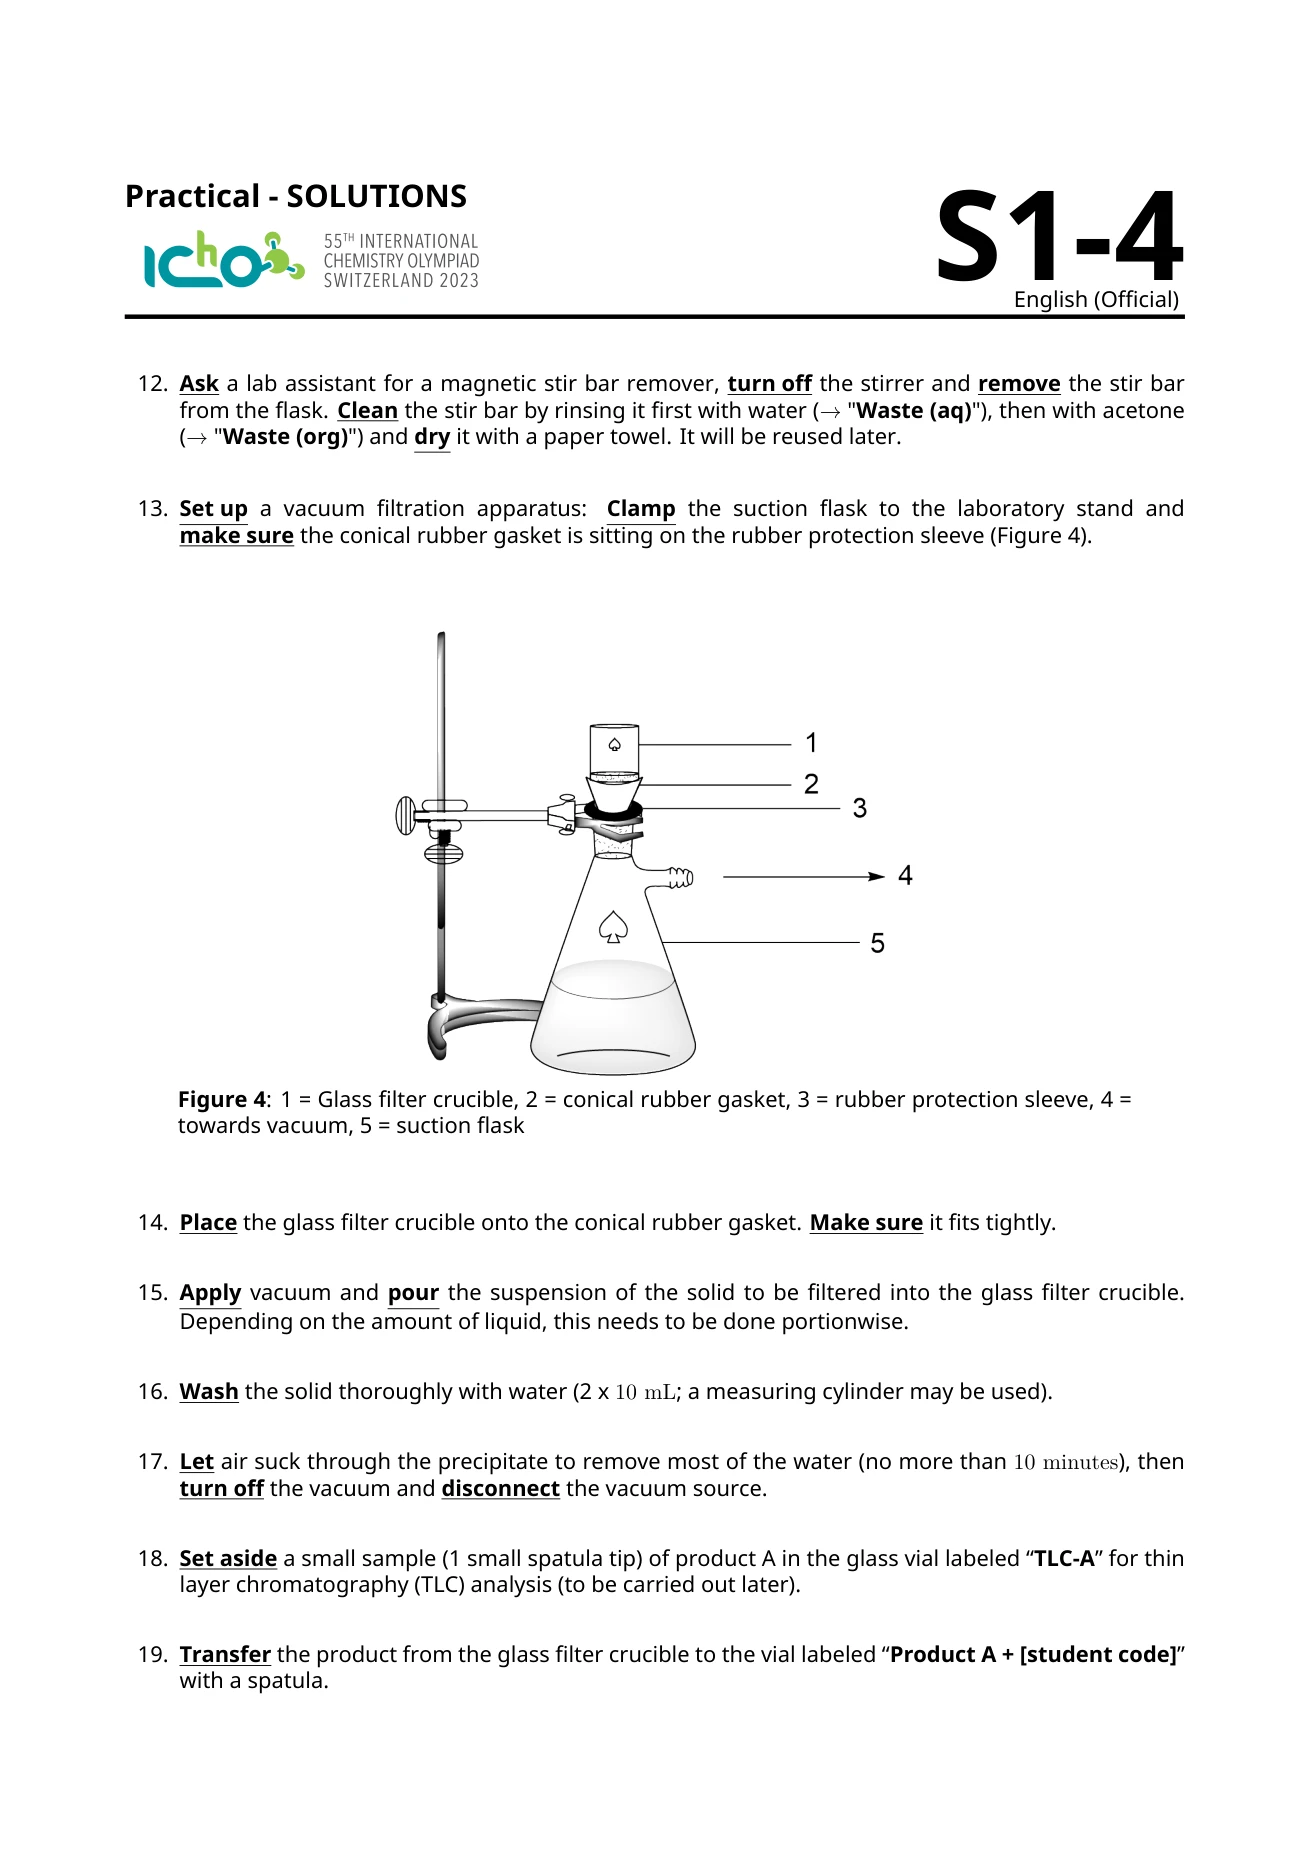 Practical - SOLUTIONS
S1-4
IChO
55TH INTERNATIONAL
CHEMISTRY OLYMPIAD
SWITZERLAND 2023
English (Official)
12. Ask a lab assistant for a magnetic stir bar remover, turn off the stirrer and remove the stir bar
from the flask. Clean the stir bar by rinsing it first with water (→ "Waste (aq)"), then with acetone
(→ "Waste (org)") and dry it with a paper towel. It will be reused later.
13. Set up a vacuum filtration apparatus: Clamp the suction flask to the laboratory stand and
make sure the conical rubber gasket is sitting on the rubber protection sleeve (Figure 4).
1
2
3
4
5
Figure 4: 1 = Glass filter crucible, 2 = conical rubber gasket, 3 = rubber protection sleeve, 4 =
towards vacuum, 5 = suction flask
14. Place the glass filter crucible onto the conical rubber gasket. Make sure it fits tightly.
15. Apply vacuum and pour the suspension of the solid to be filtered into the glass filter crucible.
Depending on the amount of liquid, this needs to be done portionwise.
16. Wash the solid thoroughly with water (2 x 10 mL; a measuring cylinder may be used).
17. Let air suck through the precipitate to remove most of the water (no more than 10 minutes), then
turn off the vacuum and disconnect the vacuum source.
18. Set aside a small sample (1 small spatula tip) of product A in the glass vial labeled “TLC-A” for thin
layer chromatography (TLC) analysis (to be carried out later).
19. Transfer the product from the glass filter crucible to the vial labeled “Product A + [student code]”
with a spatula.